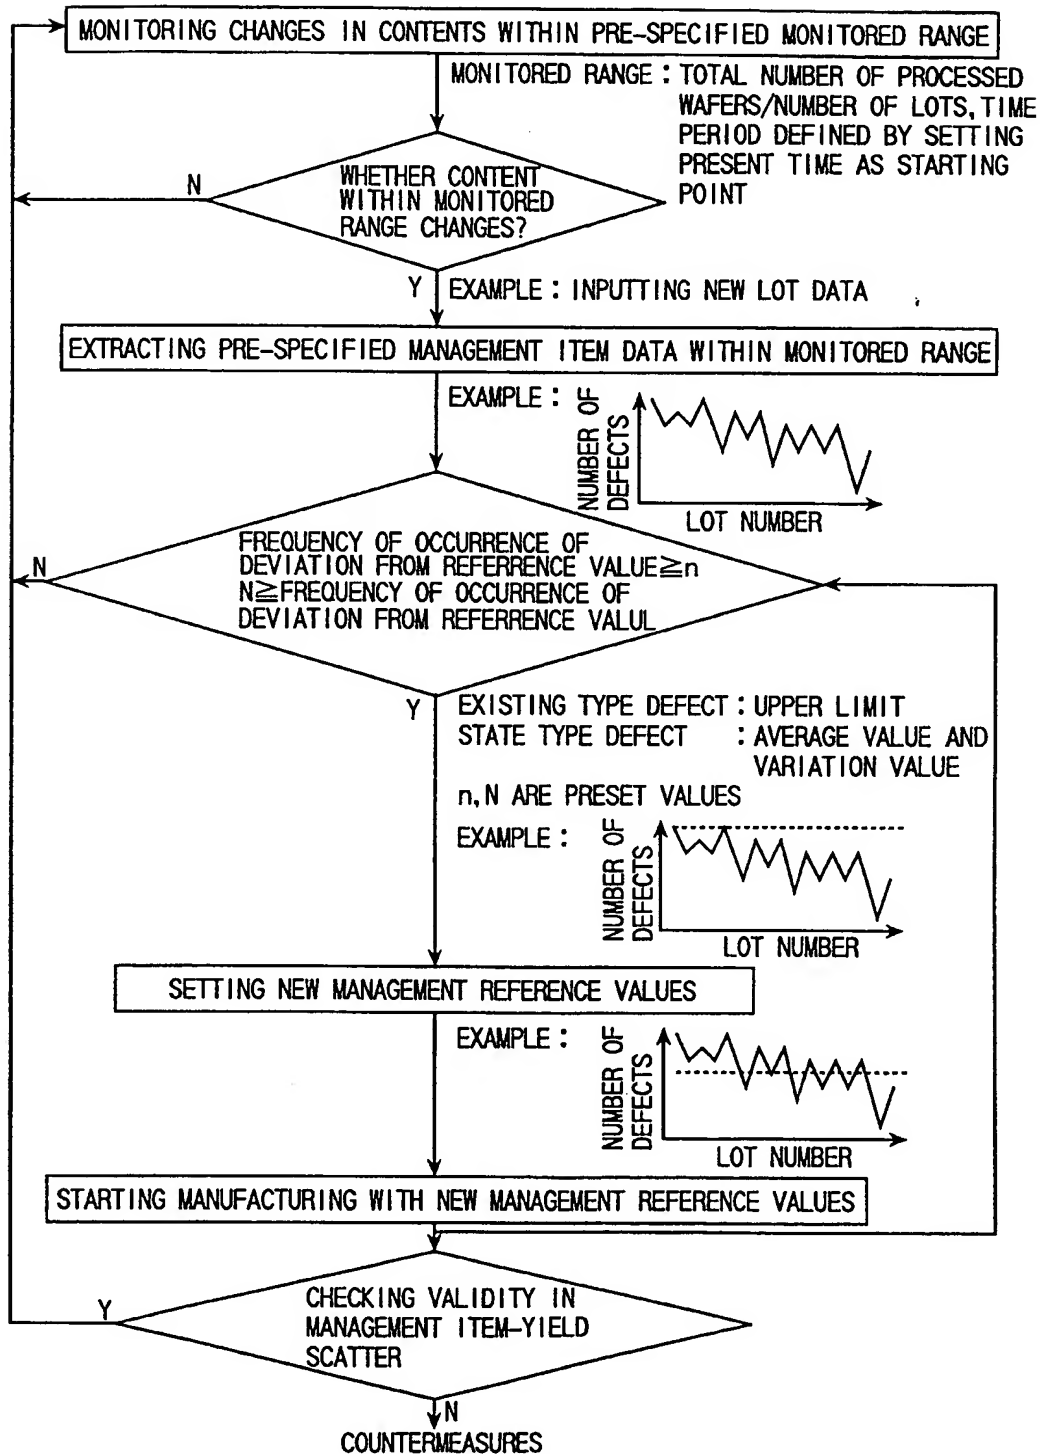 MONITORING CHANGES IN CONTENTS WITHIN PRE-SPECIFIED MONITORED RANGE
MONITORED RANGE : TOTAL NUMBER OF PROCESSED
WAFERS/NUMBER OF LOTS, TIME
PERIOD DEFINED BY SETTING
PRESENT TIME AS STARTING
POINT
N
WHETHER CONTENT
WITHIN MONITORED
RANGE CHANGES?
Y
EXAMPLE : INPUTTING NEW LOT DATA
EXTRACTING PRE-SPECIFIED MANAGEMENT ITEM DATA WITHIN MONITORED RANGE
EXAMPLE :
NUMBER OF
DEFECTS
LOT NUMBER
N
FREQUENCY OF OCCURRENCE OF
DEVIATION FROM REFERRENCE VALUE≧n
N≧FREQUENCY OF OCCURRENCE OF
DEVIATION FROM REFERRENCE VALUL
Y
EXISTING TYPE DEFECT : UPPER LIMIT
STATE TYPE DEFECT : AVERAGE VALUE AND
VARIATION VALUE
n, N ARE PRESET VALUES
EXAMPLE :
NUMBER OF
DEFECTS
LOT NUMBER
SETTING NEW MANAGEMENT REFERENCE VALUES
EXAMPLE :
NUMBER OF
DEFECTS
LOT NUMBER
STARTING MANUFACTURING WITH NEW MANAGEMENT REFERENCE VALUES
Y
CHECKING VALIDITY IN
MANAGEMENT ITEM-YIELD
SCATTER
N
COUNTERMEASURES